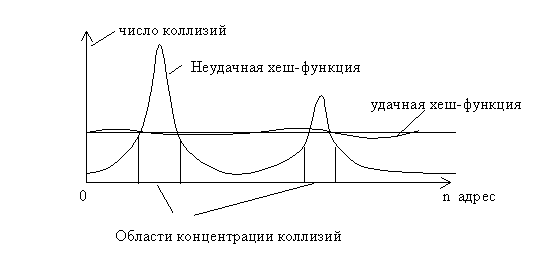 число коллизий
Неудачная хеш-функция
удачная хеш-функция
0
n адрес
Области концентрации коллизий